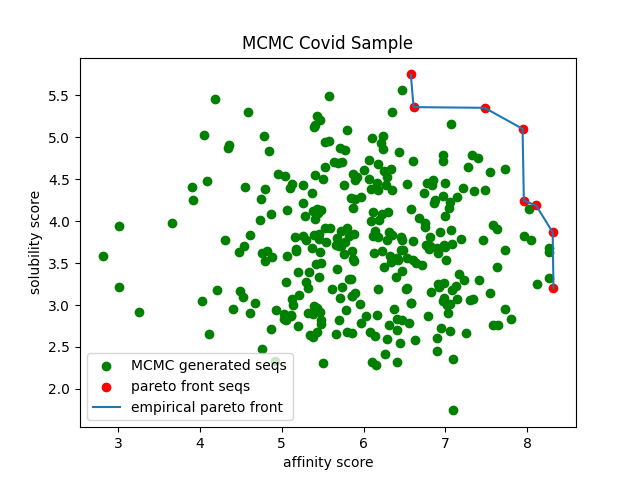 MCMC Covid Sample
solubility score
5.5
5.0
4.5
4.0
3.5
3.0
2.5
2.0
MCMC generated seqs
pareto front seqs
empirical pareto front
3 4 5 6 7 8
affinity score